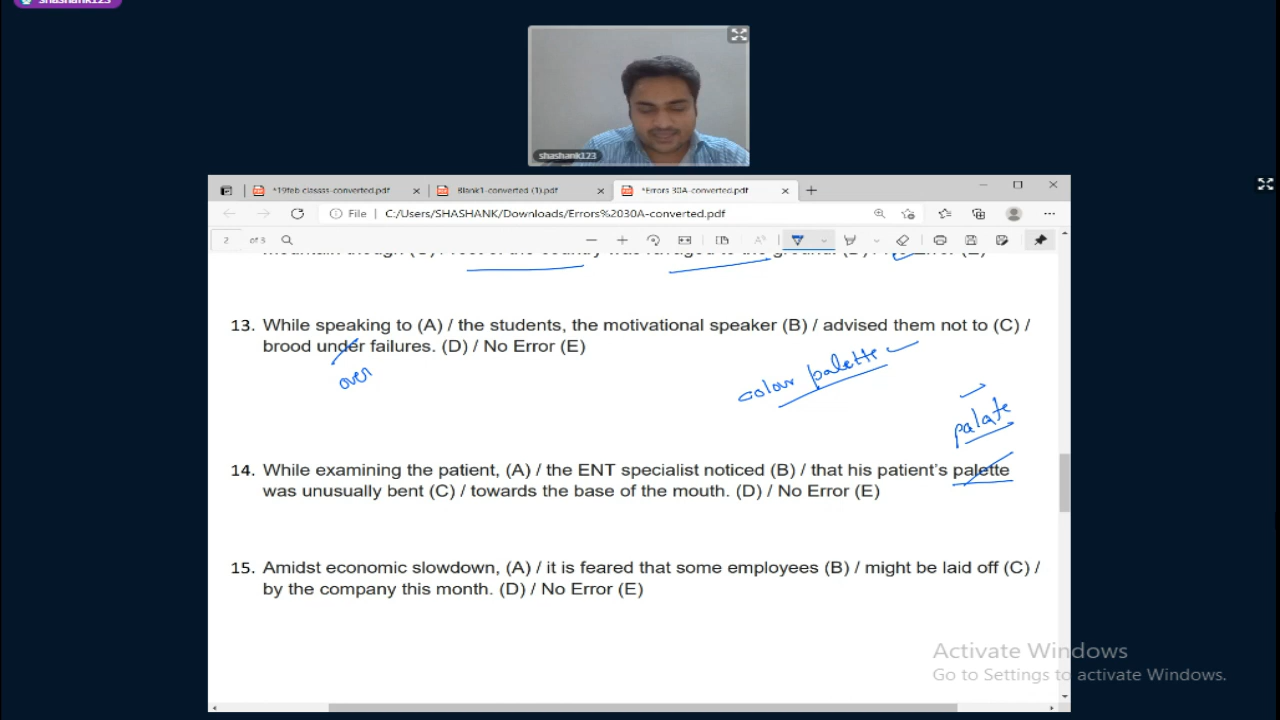 shashank123
shashank123
*19feb classs-converted.pdf
Blank1-converted (1).pdf
*Errors 30A-converted.pdf
File
C:/Users/SHASHANK/Downloads/Errors%2030A-converted.pdf
2 of 3
13. While speaking to (A) / the students, the motivational speaker (B) / advised them not to (C) /
brood under failures. (D) / No Error (E)
over
colour palette
palate
14. While examining the patient, (A) / the ENT specialist noticed (B) / that his patient's palette
was unusually bent (C) / towards the base of the mouth. (D) / No Error (E)
15. Amidst economic slowdown, (A) / it is feared that some employees (B) / might be laid off (C) /
by the company this month. (D) / No Error (E)
Activate Windows
Go to Settings to activate Windows.